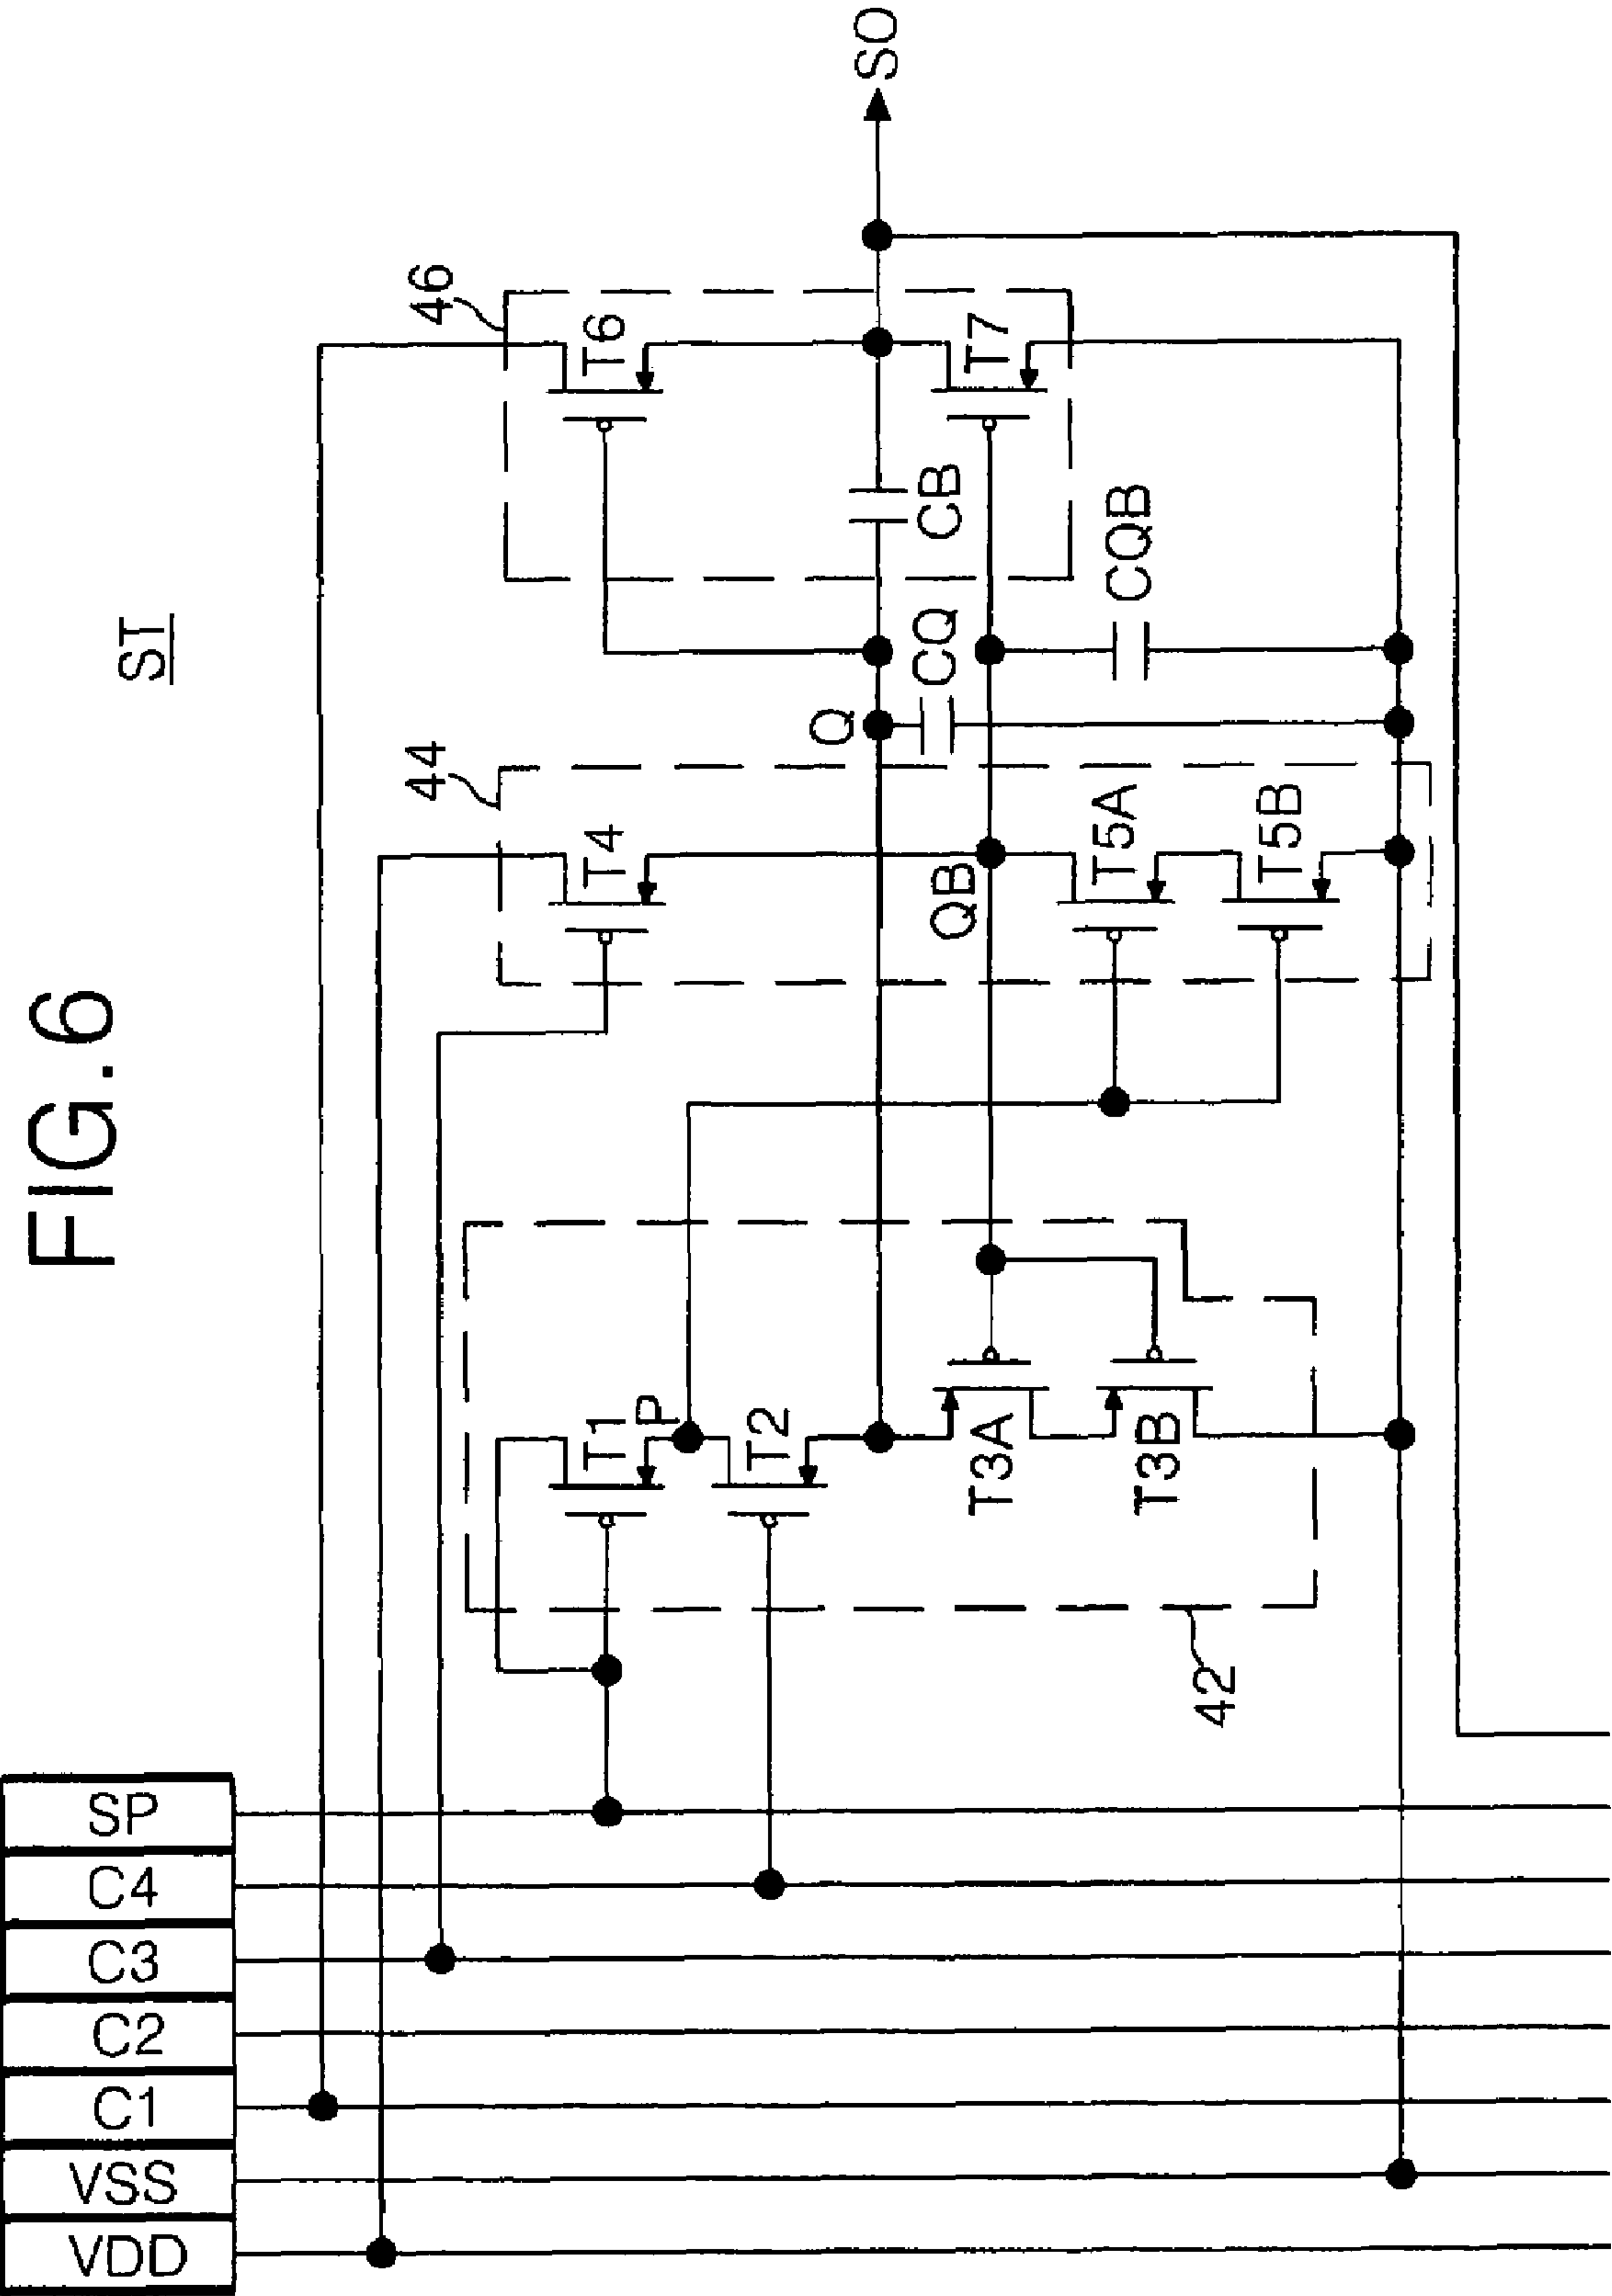 FIG.6
ST
SP
C4
C3
C2
C1
VSS
VDD
42
44
46
T1
P
T2
T3A
T3B
T4
QB
T5A
T5B
Q
CQ
CQB
CB
T6
T7
SO